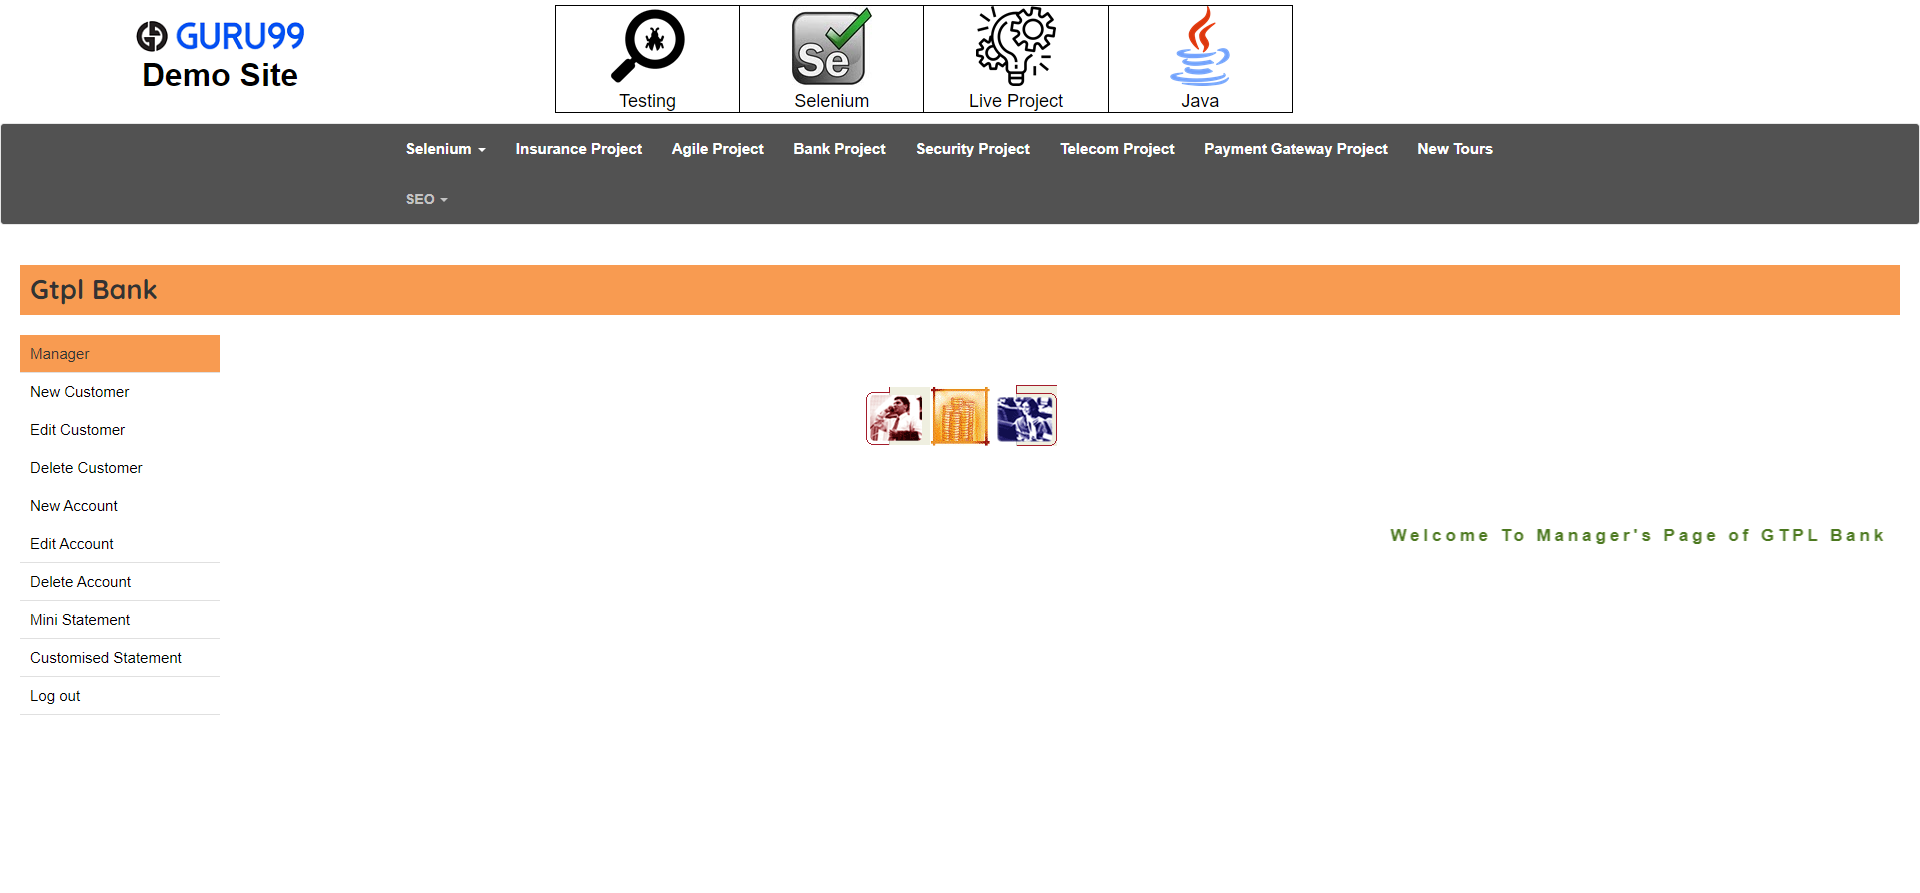 GURU99
Demo Site
Testing
Se
Selenium
Live Project
Java
Selenium
Insurance Project
Agile Project
Bank Project
Security Project
Telecom Project
Payment Gateway Project
New Tours
SEO
Gtpl Bank
Manager
New Customer
Edit Customer
Delete Customer
New Account
Edit Account
Delete Account
Mini Statement
Customised Statement
Log out
Welcome To Manager's Page of GTPL Bank